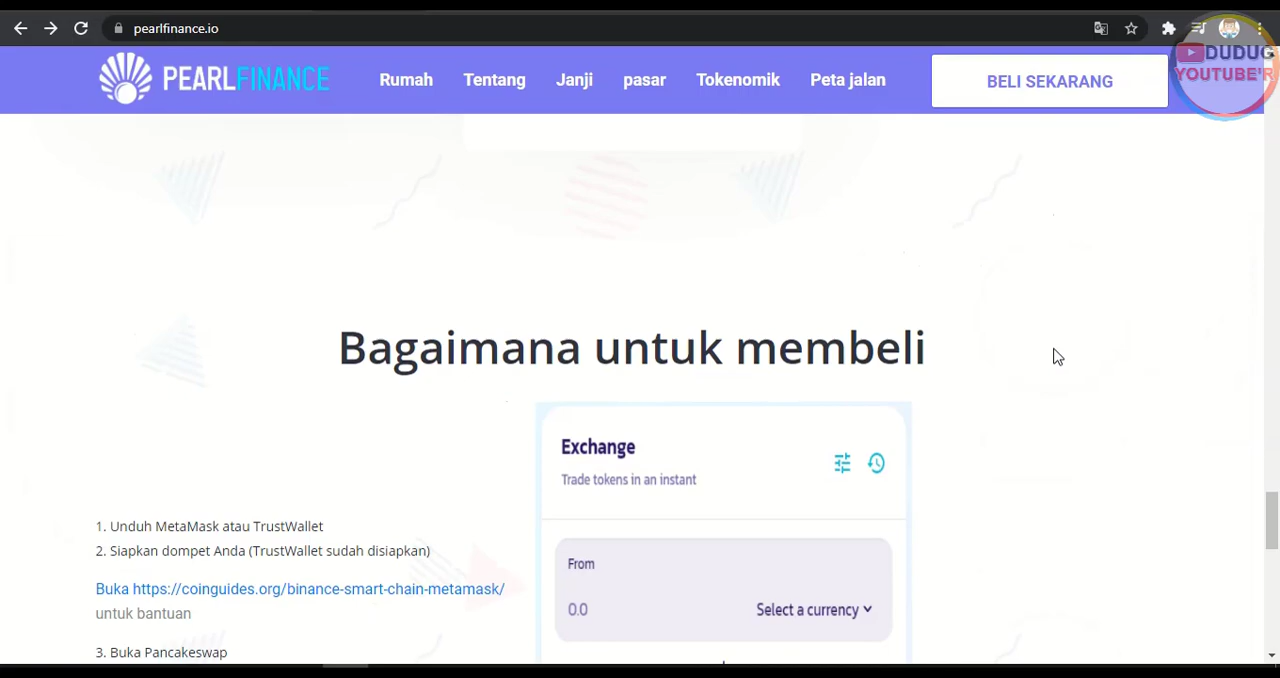 pearlfinance.io
PEARLFINANCE
Rumah Tentang Janji pasar Tokenomik Peta jalan BELI SEKARANG
DUDUG
YOUTUBE'R
Bagaimana untuk membeli
Exchange
Trade tokens in an instant
1. Unduh MetaMask atau TrustWallet
2. Siapkan dompet Anda (TrustWallet sudah disiapkan)
Buka https://coinguides.org/binance-smart-chain-metamask/
untuk bantuan
3. Buka Pancakeswap
From
0.0 Select a currency